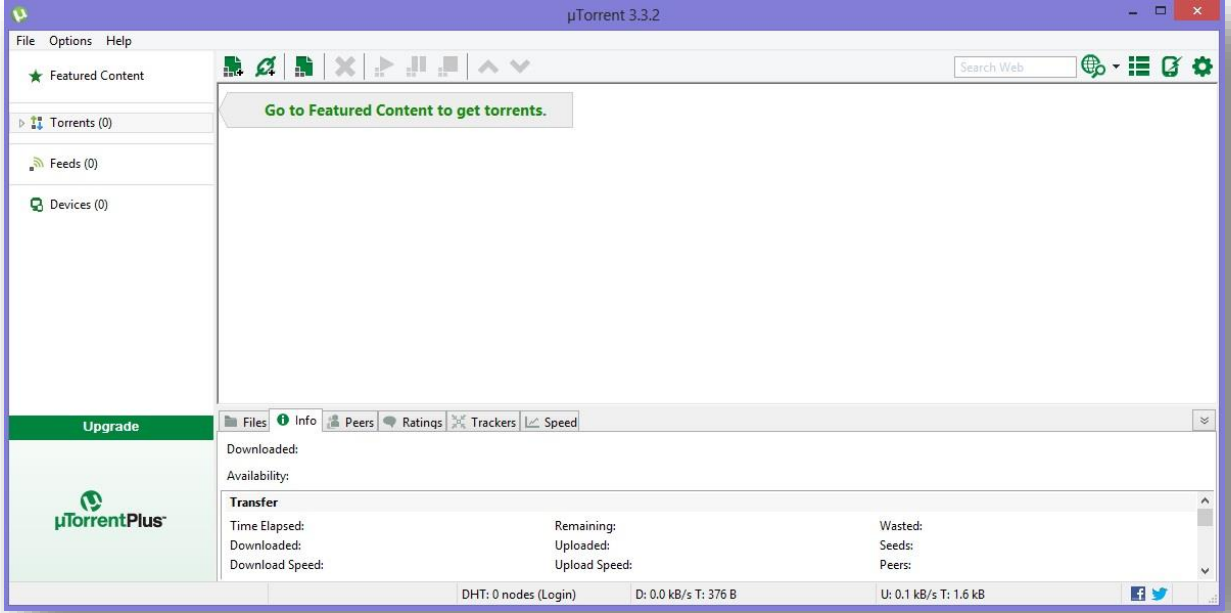 µTorrent 3.3.2
File Options Help
Featured Content
Search Web
Go to Featured Content to get torrents.
Torrents (0)
Feeds (0)
Devices (0)
Upgrade
µTorrentPlus
Files Info Peers Ratings Trackers Speed
Downloaded:
Availability:
Transfer
Time Elapsed: Remaining: Wasted:
Downloaded: Uploaded: Seeds:
Download Speed: Upload Speed: Peers:
DHT: 0 nodes (Login) D: 0.0 kB/s T: 376 B U: 0.1 kB/s T: 1.6 kB